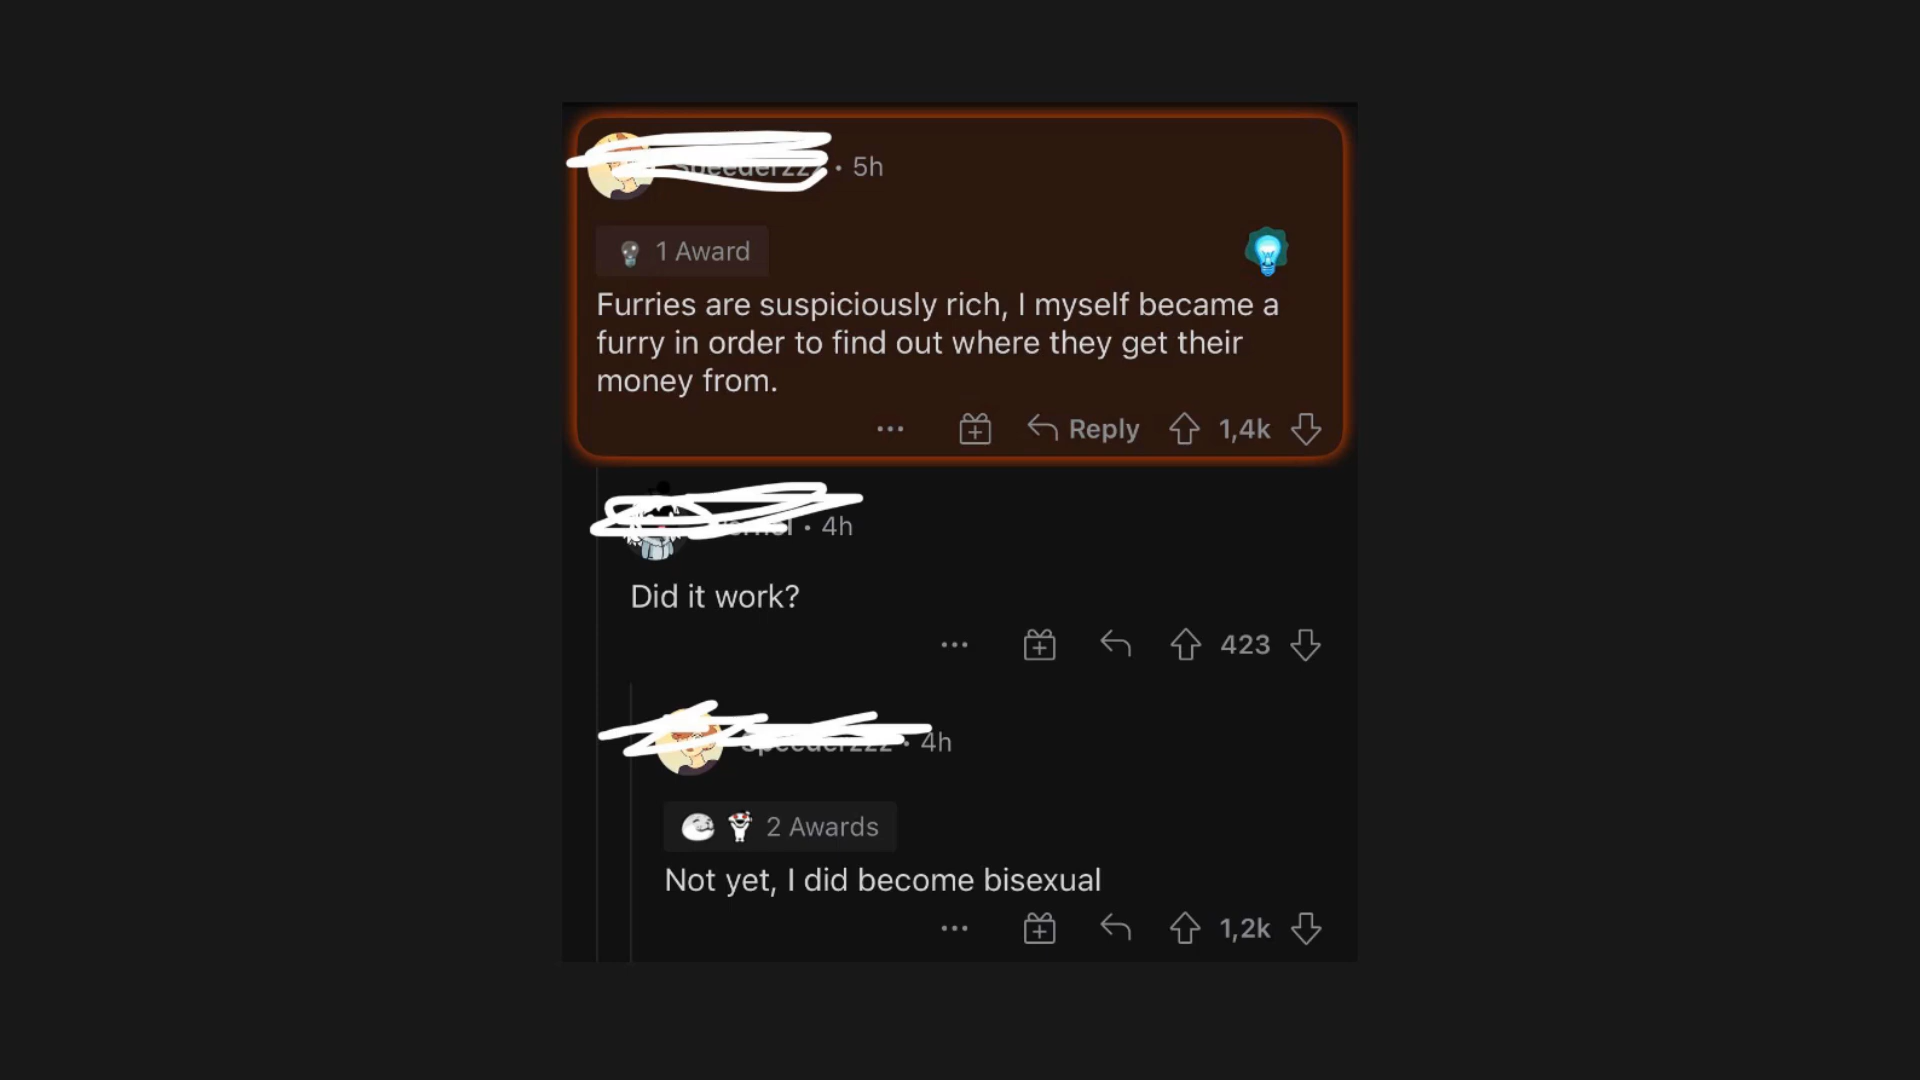 • 5h
1 Award
Furries are suspiciously rich, I myself became a
furry in order to find out where they get their
money from.
Reply 1,4k
• 4h
Did it work?
423
• 4h
2 Awards
Not yet, I did become bisexual
1,2k